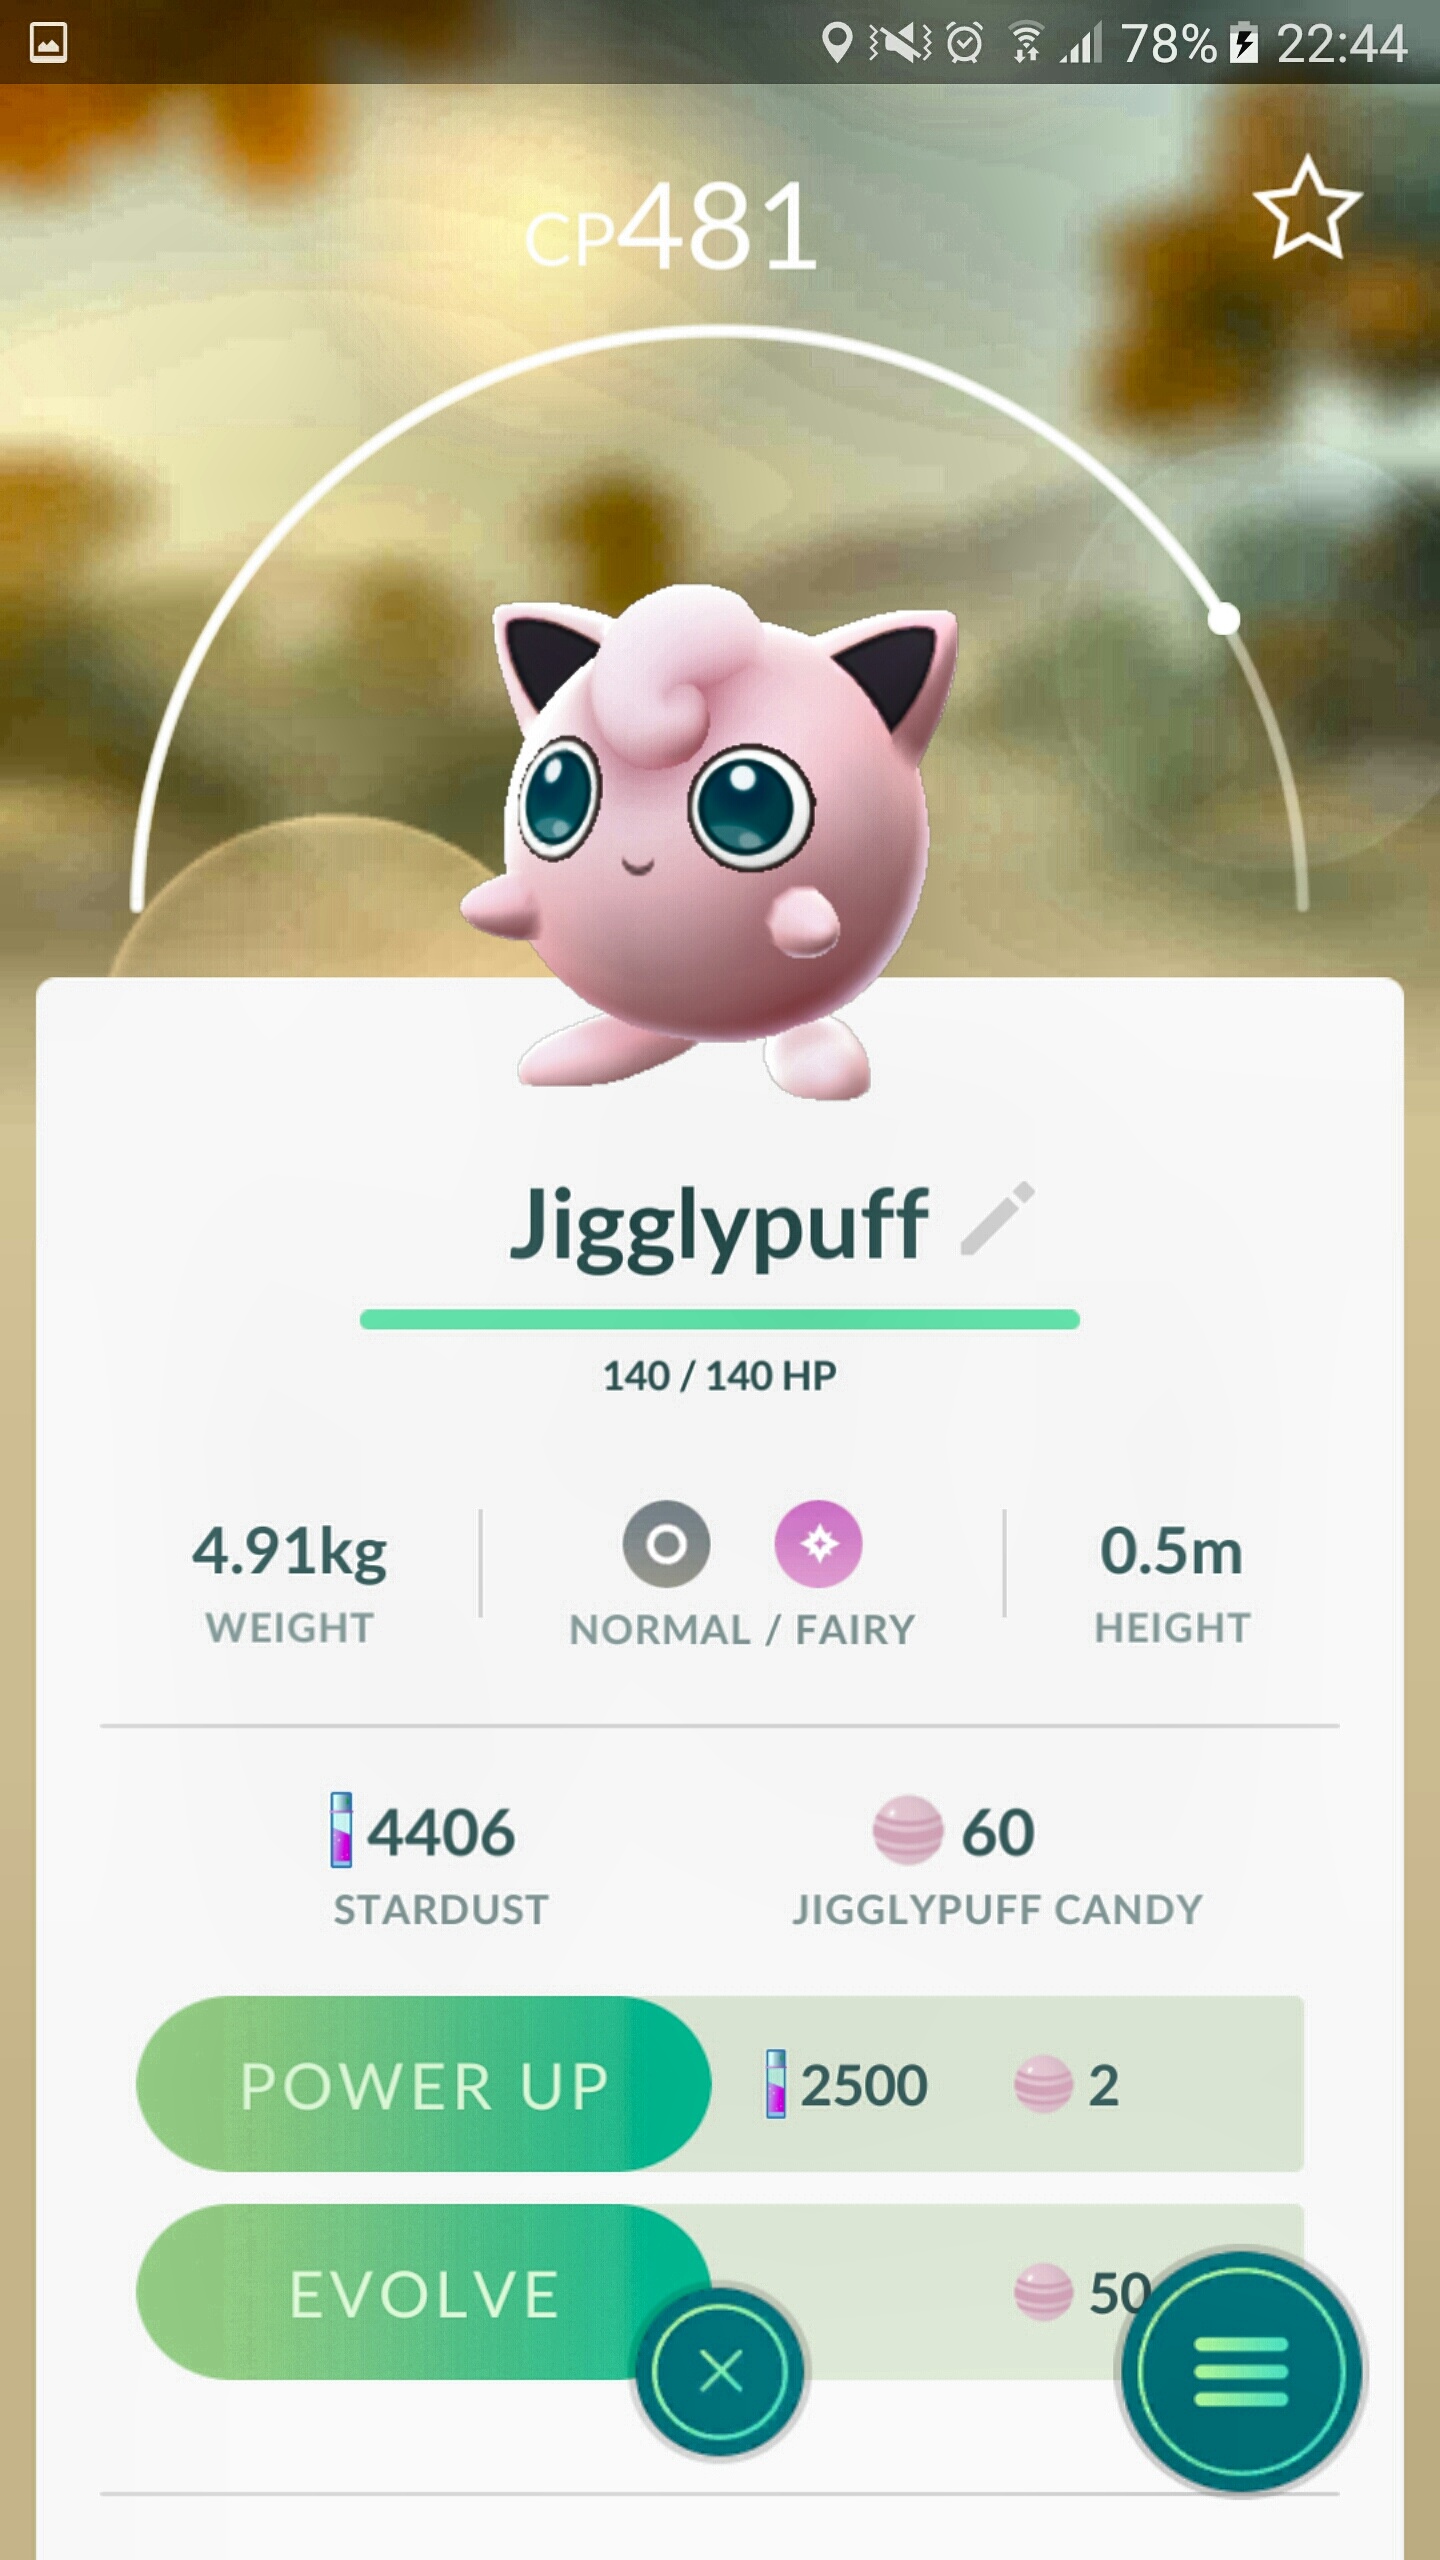 78% 22:44
CP481
Jigglypuff
140 / 140 HP
4.91kg
WEIGHT
NORMAL / FAIRY
0.5m
HEIGHT
4406
STARDUST
60
JIGGLYPUFF CANDY
POWER UP 2500 2
EVOLVE 50